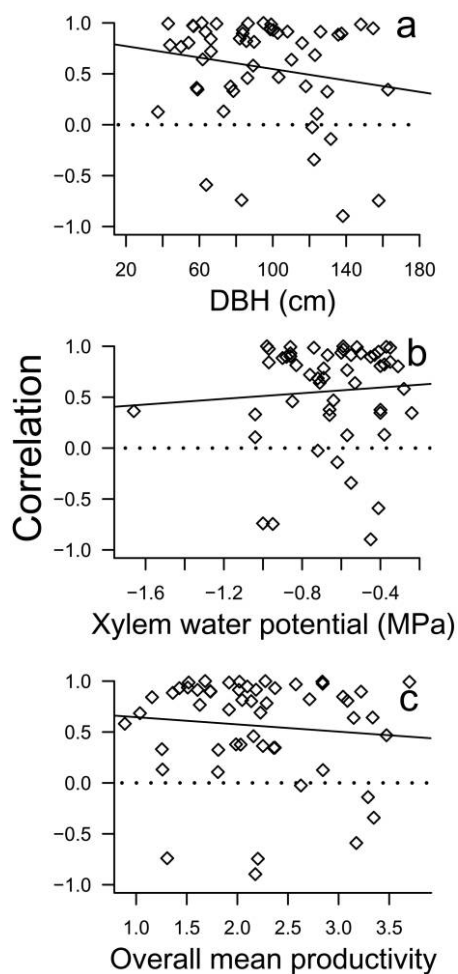 a
1.0
0.5
0.0
−0.5
−1.0
20 60 100 140 180
DBH (cm)
b
1.0
0.5
0.0
−0.5
−1.0
−1.6 −1.2 −0.8 −0.4
Xylem water potential (MPa)
Correlation
c
1.0
0.5
0.0
−0.5
−1.0
1.0 1.5 2.0 2.5 3.0 3.5
Overall mean productivity